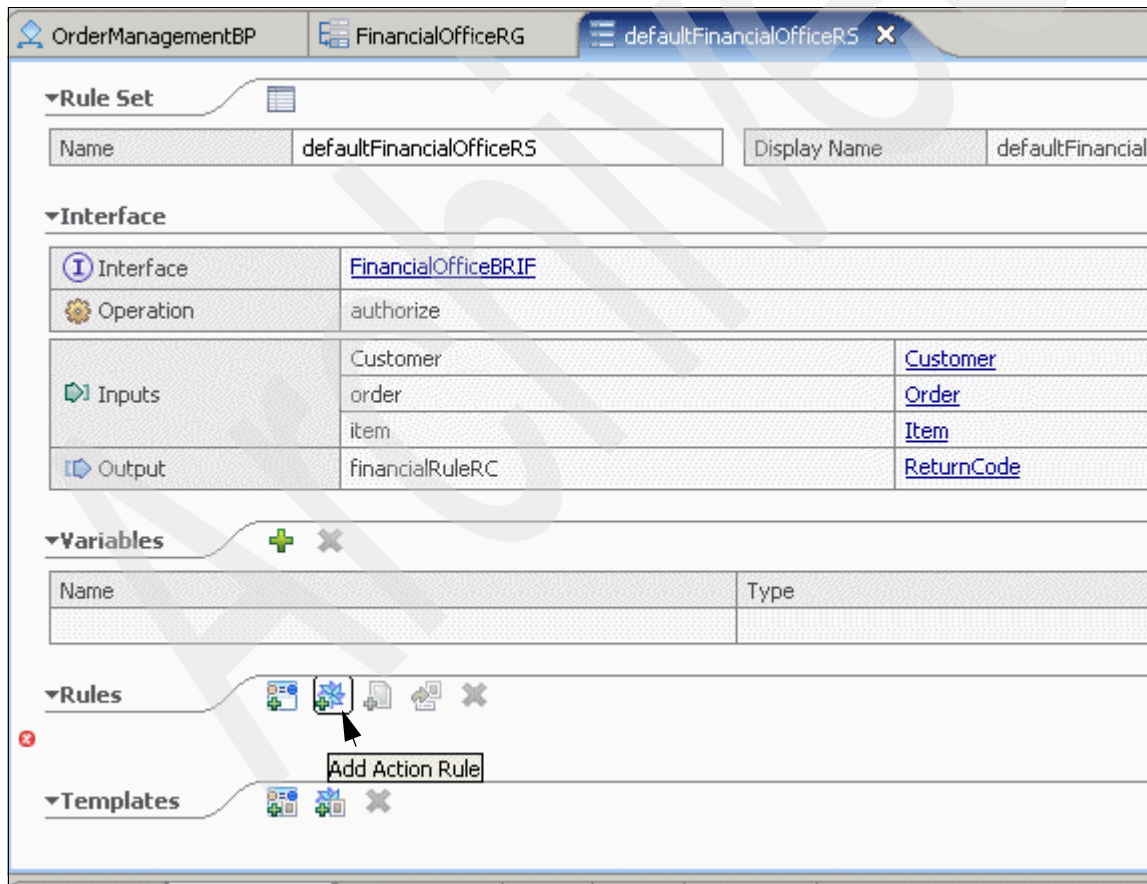 OrderManagementBP FinancialOfficeRG defaultFinancialOfficeRS
Rule Set
Name defaultFinancialOfficeRS Display Name defaultFinancial
Interface
Interface FinancialOfficeBRIF
Operation authorize
Inputs Customer Customer
order Order
item Item
Output financialRuleRC ReturnCode
Variables
Name Type
Rules
Add Action Rule
Templates